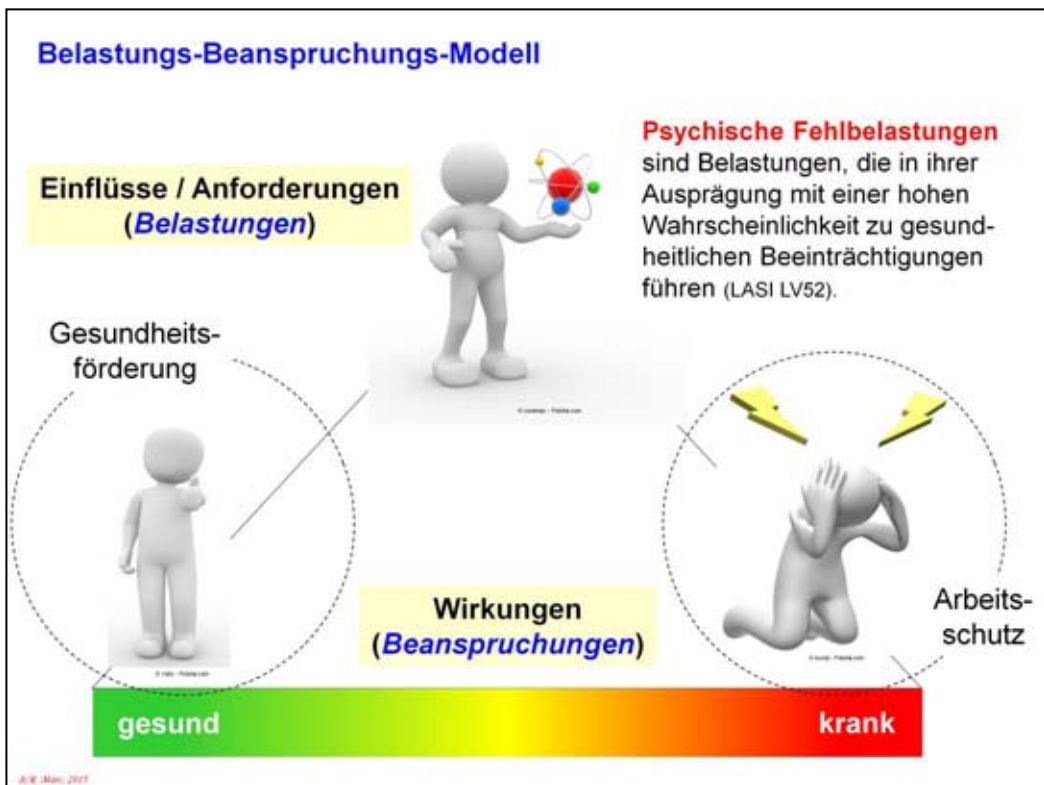 Belastungs-Beanspruchungs-Modell
Einflüsse / Anforderungen
(Belastungen)
Psychische Fehlbelastungen
sind Belastungen, die in ihrer
Ausprägung mit einer hohen
Wahrscheinlichkeit zu gesund-
heitlichen Beeinträchtigungen
führen (LASI LV52).
Gesundheits-
förderung
Wirkungen
(Beanspruchungen)
Arbeits-
schutz
gesund
krank